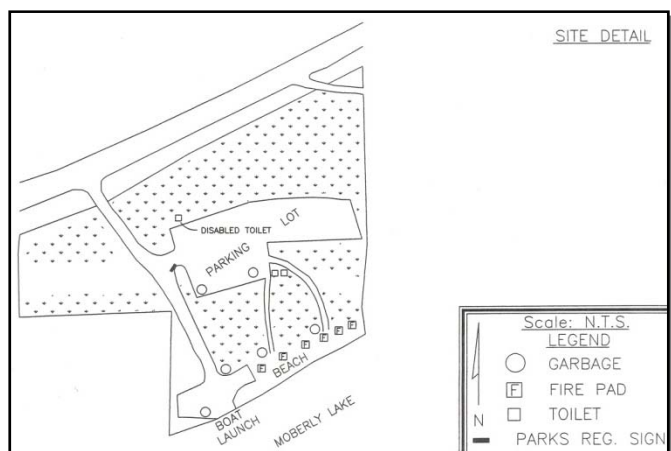 SITE DETAIL
DISABLED TOILET
PARKING LOT
F F F F F F
BEACH
BOAT
LAUNCH
MOBERLY LAKE
Scale: N.T.S.
LEGEND
GARBAGE
F FIRE PAD
TOILET
N
PARKS REG. SIGN